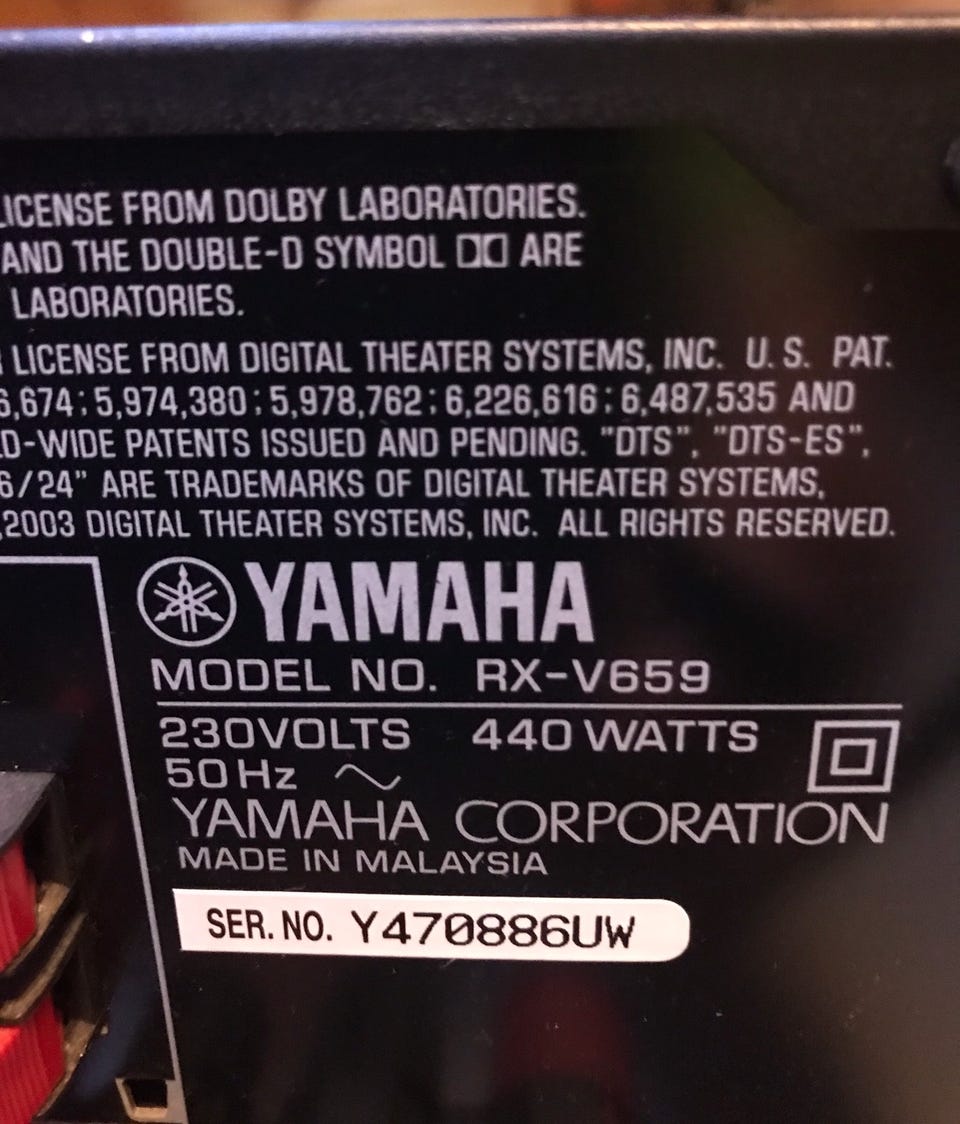 LICENSE FROM DOLBY LABORATORIES.
AND THE DOUBLE-D SYMBOL ARE
LABORATORIES.
LICENSE FROM DIGITAL THEATER SYSTEMS, INC. U.S. PAT.
6,674; 5,974,380; 5,978,762; 6,226,616; 6,487,535 AND
D-WIDE PATENTS ISSUED AND PENDING. "DTS", "DTS-ES",
6/24" ARE TRADEMARKS OF DIGITAL THEATER SYSTEMS,
,2003 DIGITAL THEATER SYSTEMS, INC. ALL RIGHTS RESERVED.
YAMAHA
MODEL NO. RX-V659
230VOLTS 440 WATTS
50Hz ~
YAMAHA CORPORATION
MADE IN MALAYSIA
SER. NO. Y470886UW